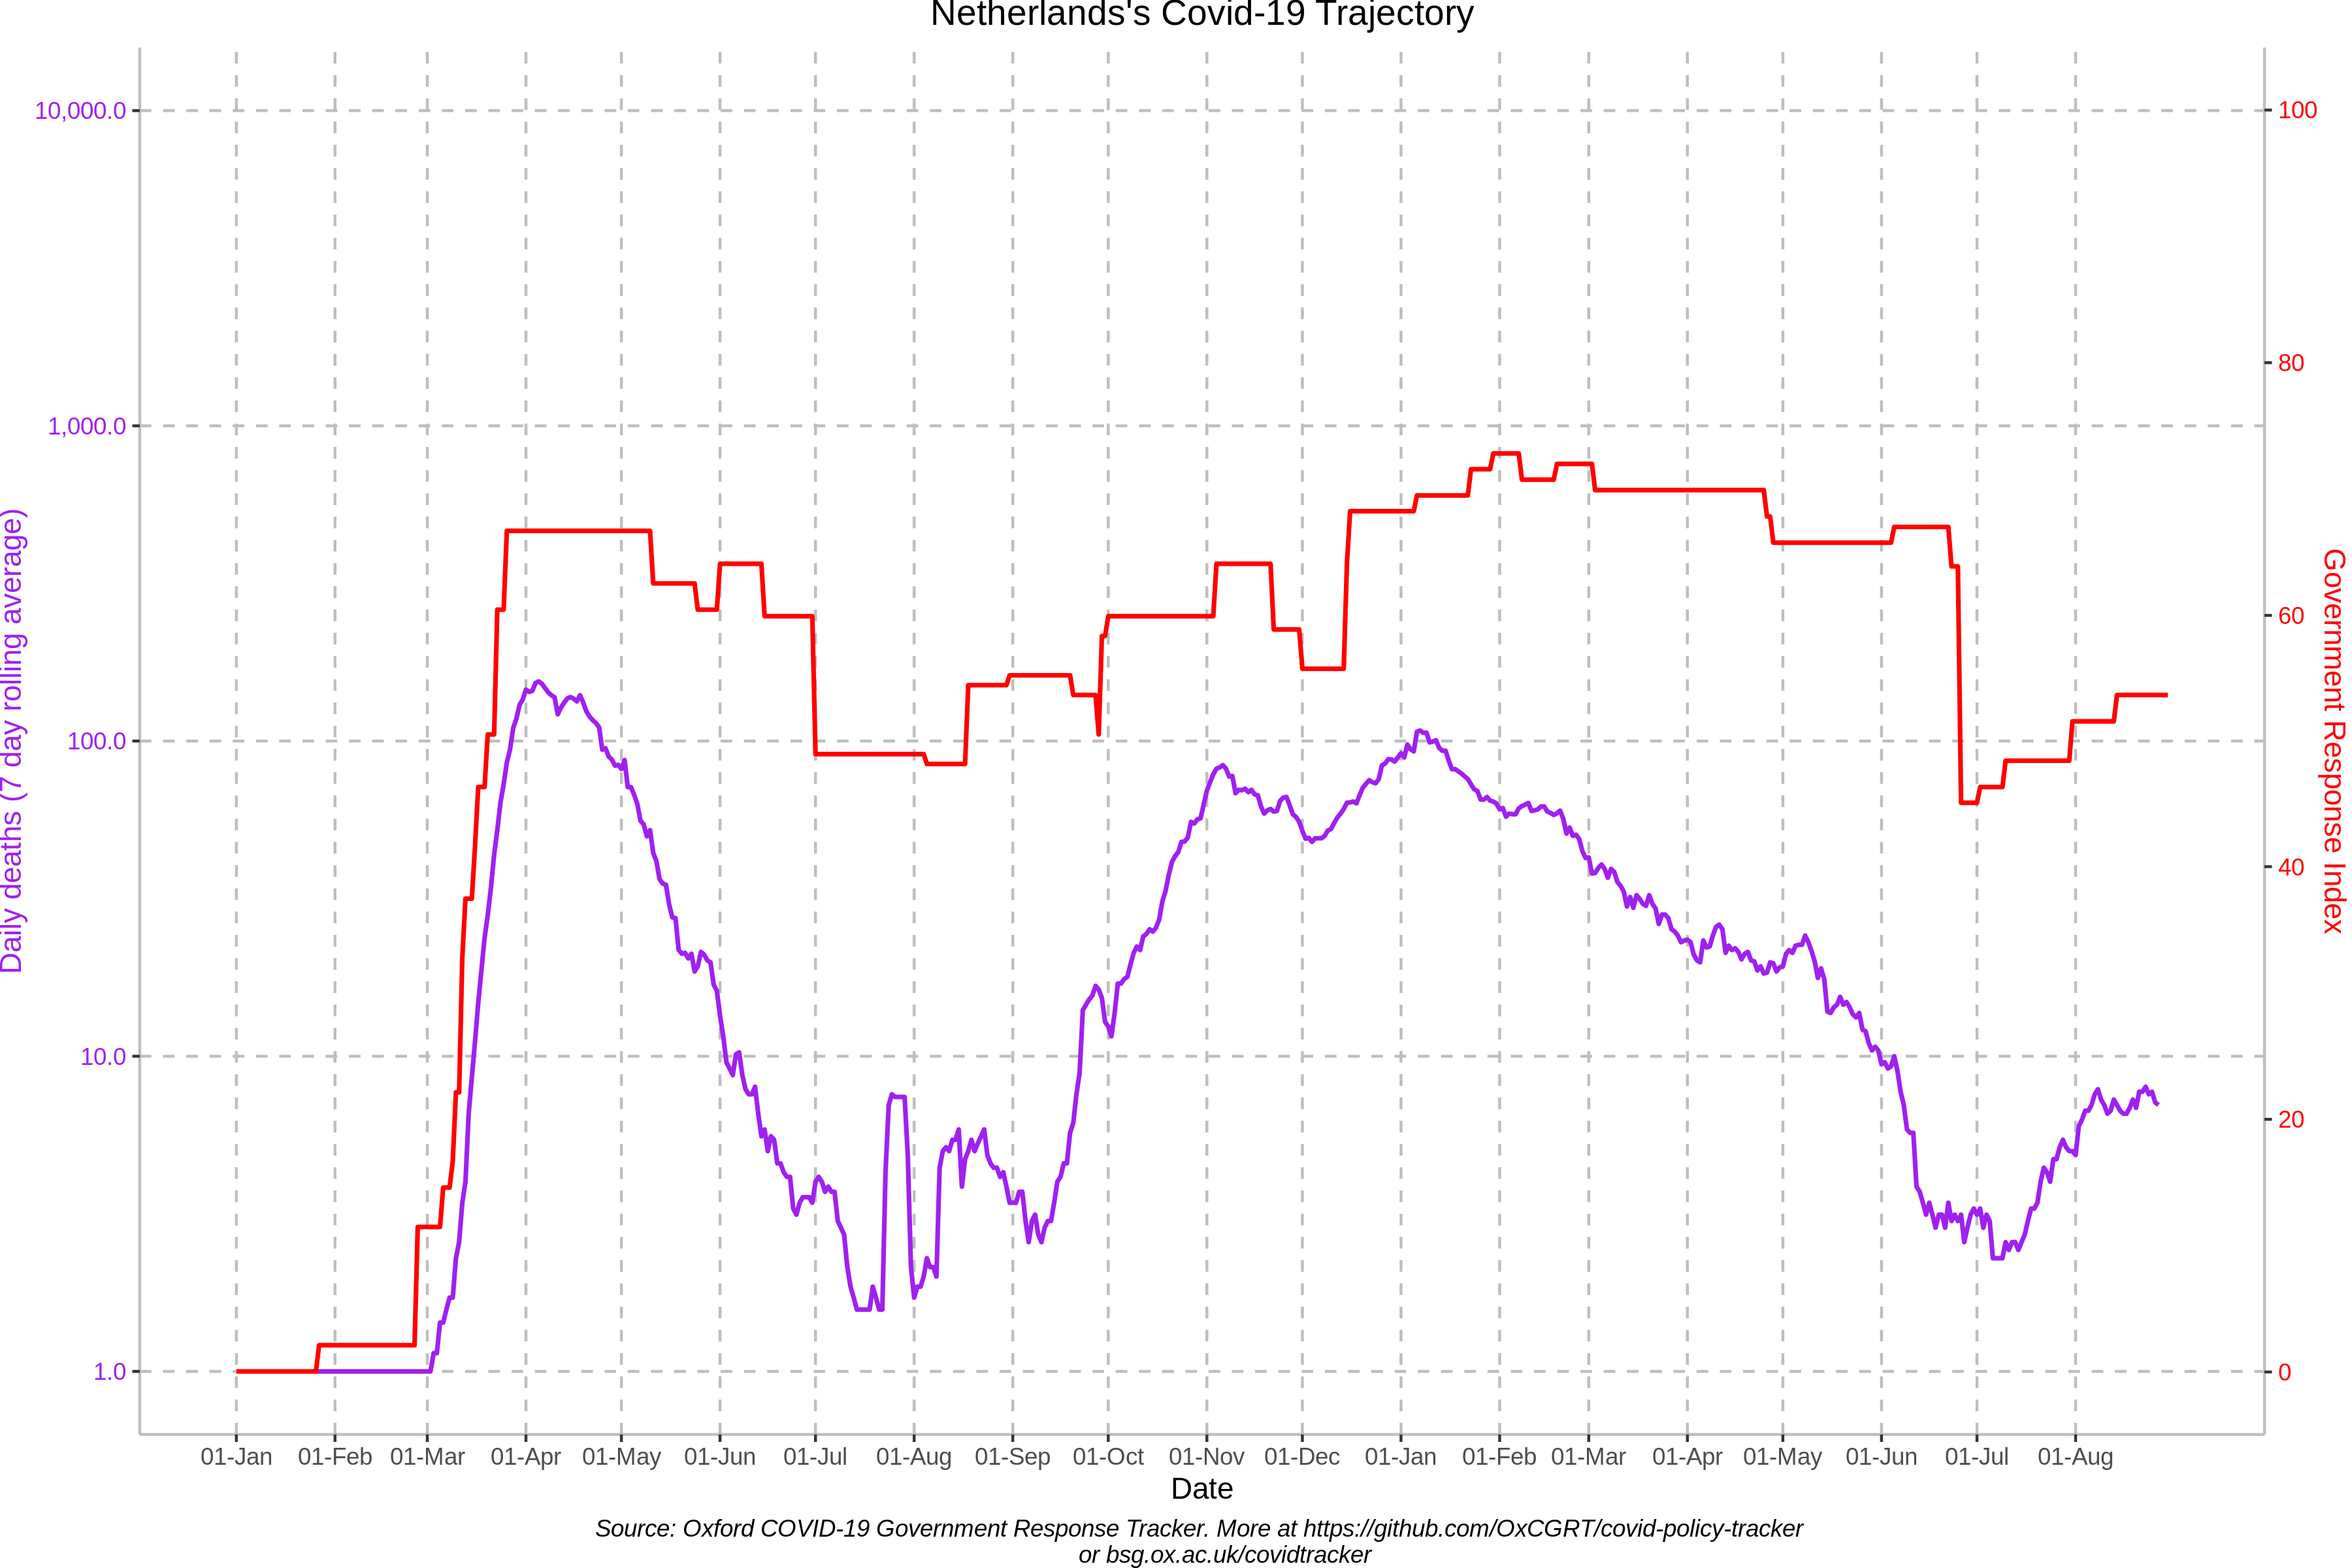 Netherlands's Covid-19 Trajectory
10,000.0
1,000.0
100.0
10.0
1.0
Daily deaths (7 day rolling average)
100
80
60
40
20
0
Government Response Index
01-Jan 01-Feb 01-Mar 01-Apr 01-May 01-Jun 01-Jul 01-Aug 01-Sep 01-Oct 01-Nov 01-Dec 01-Jan 01-Feb 01-Mar 01-Apr 01-May 01-Jun 01-Jul 01-Aug
Date
Source: Oxford COVID-19 Government Response Tracker. More at https://github.com/OxCGRT/covid-policy-tracker
or bsg.ox.ac.uk/covidtracker